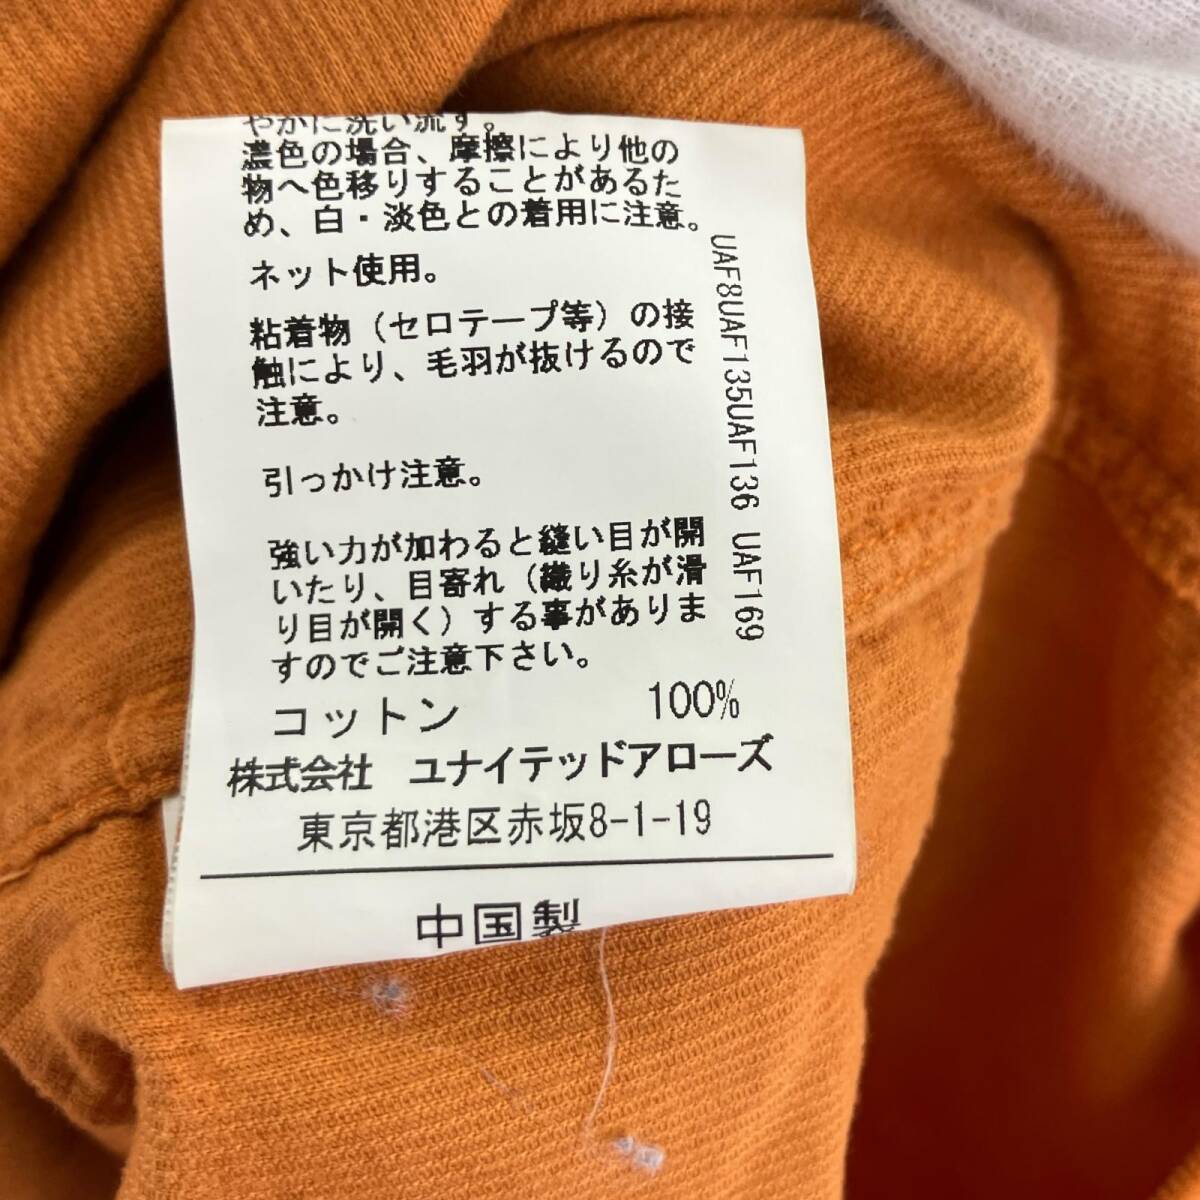 やかに洗い流す。
濃色の場合、摩擦により他の
物へ色移りすることがあるた
め、白・淡色との着用に注意。
ネット使用。
粘着物（セロテープ等）の接
触により、毛羽が抜けるので
注意。
引っかけ注意。
強い力が加わると縫い目が開
いたり、目寄れ（織り糸が滑
り目が開く）する事がありま
すのでご注意下さい。
コットン 100%
株式会社 ユナイテッドアローズ
東京都港区赤坂8-1-19
中国製
UAF8UAF135UAF136 UAF169